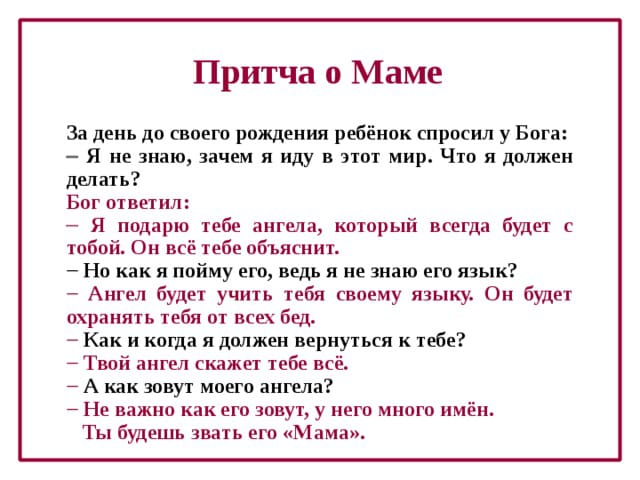 Притча о Маме
За день до своего рождения ребёнок спросил у Бога:
– Я не знаю, зачем я иду в этот мир. Что я должен
делать?
Бог ответил:
– Я подарю тебе ангела, который всегда будет с
тобой. Он всё тебе объяснит.
– Но как я пойму его, ведь я не знаю его язык?
– Ангел будет учить тебя своему языку. Он будет
охранять тебя от всех бед.
– Как и когда я должен вернуться к тебе?
– Твой ангел скажет тебе всё.
– А как зовут моего ангела?
– Не важно как его зовут, у него много имён.
Ты будешь звать его «Мама».